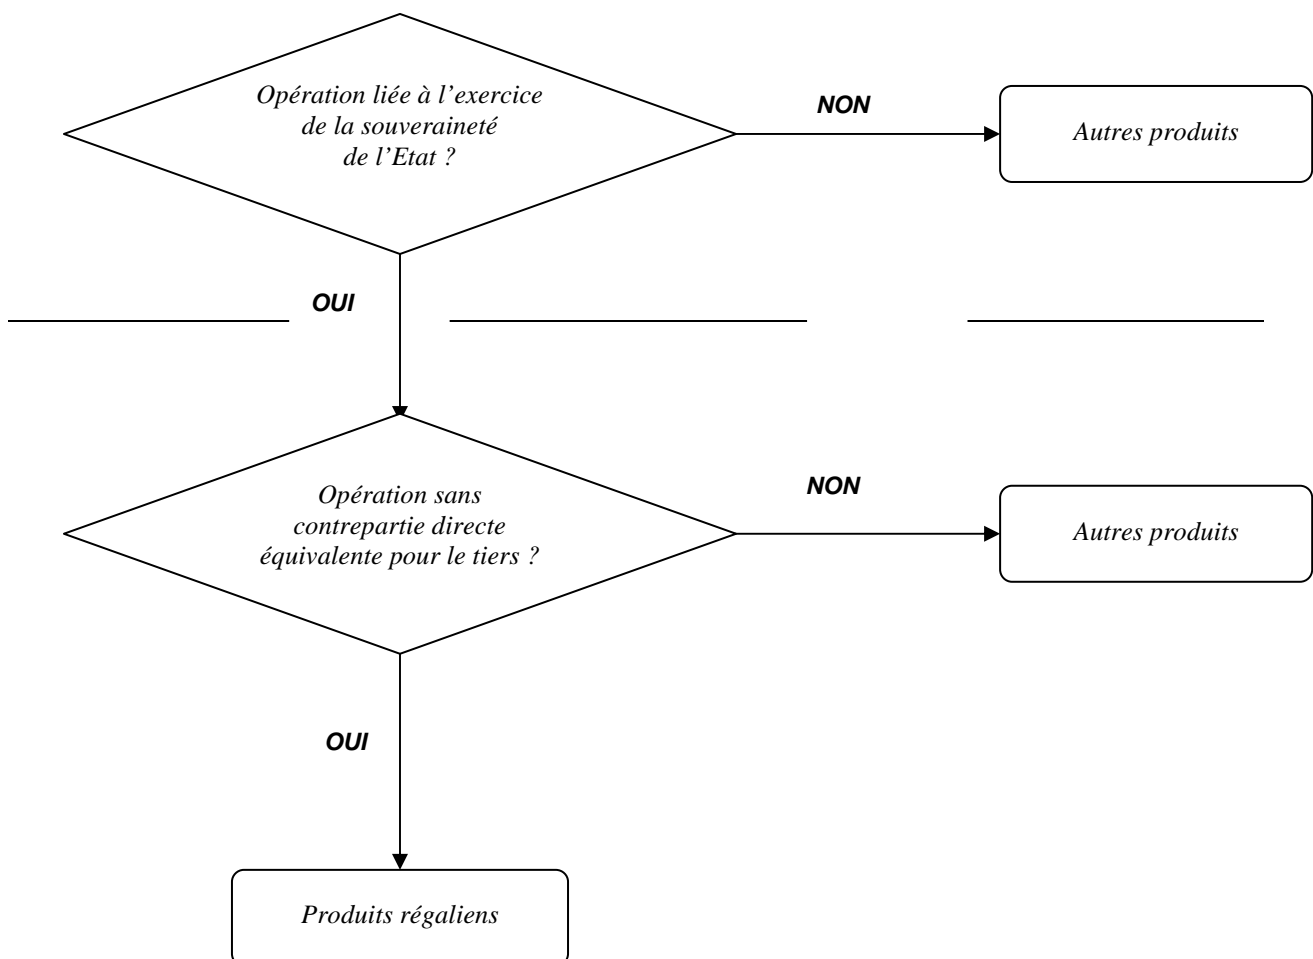 Opération liée à l’exercice
de la souveraineté
de l’Etat ?
NON
Autres produits
OUI
Opération sans
contrepartie directe
équivalente pour le tiers ?
NON
Autres produits
OUI
Produits régaliens